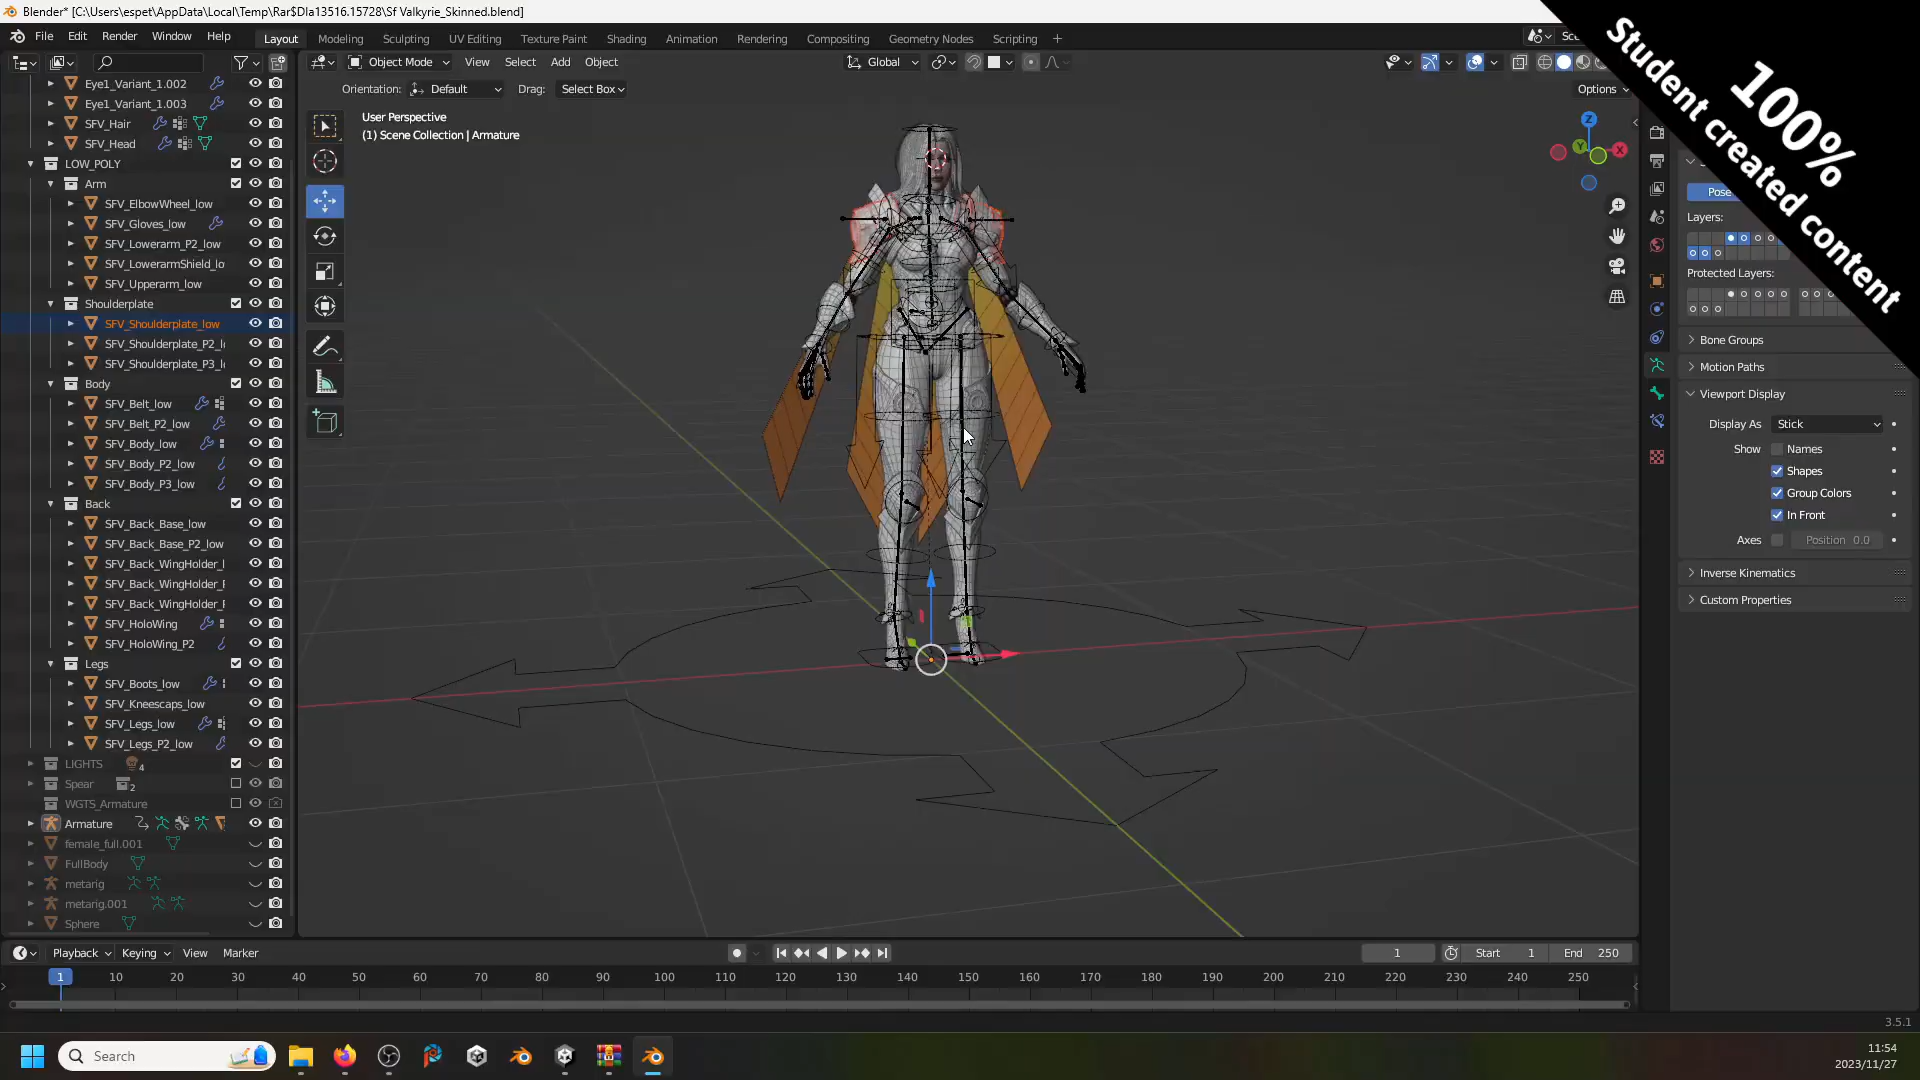 Blender* [C:\Users\espet\AppData\Local\Temp\Rar$DIa13516.15728\Sf Valkyrie_Skinned.blend]
File Edit Render Window Help
Layout Modeling Sculpting UV Editing Texture Paint Shading Animation Rendering Compositing Geometry Nodes Scripting
Object Mode View Select Add Object
Global
Orientation: Default Drag: Select Box
Options
User Perspective
(1) Scene Collection | Armature
100%
Student created content
Eye1_Variant_1.002
Eye1_Variant_1.003
SFV_Hair
SFV_Head
LOW_POLY
Arm
SFV_ElbowWheel_low
SFV_Gloves_low
SFV_Lowerarm_P2_low
SFV_LowerarmShield_lo
SFV_Upperarm_low
Shoulderplate
SFV_Shoulderplate_low
SFV_Shoulderplate_P2_l
SFV_Shoulderplate_P3_l
Body
SFV_Belt_low
SFV_Belt_P2_low
SFV_Body_low
SFV_Body_P2_low
SFV_Body_P3_low
Back
SFV_Back_Base_low
SFV_Back_Base_P2_low
SFV_Back_WingHolder_l
SFV_Back_WingHolder_F
SFV_Back_WingHolder_F
SFV_HoloWing
SFV_HoloWing_P2
Legs
SFV_Boots_low
SFV_Kneescaps_low
SFV_Legs_low
SFV_Legs_P2_low
LIGHTS 4
Spear 2
WGTS_Armature
Armature
female_full.001
FullBody
metarig
metarig.001
Sphere
Z
Y
X
Pose
Layers:
Protected Layers:
Bone Groups
Motion Paths
Viewport Display
Display As Stick
Show Names
Shapes
Group Colors
In Front
Axes Position 0.0
Inverse Kinematics
Custom Properties
Playback Keying View Marker
1 Start 1 End 250
1 10 20 30 40 50 60 70 80 90 100 110 120 130 140 150 160 170 180 190 200 210 220 230 240 250
3.5.1
Search
11:54
2023/11/27